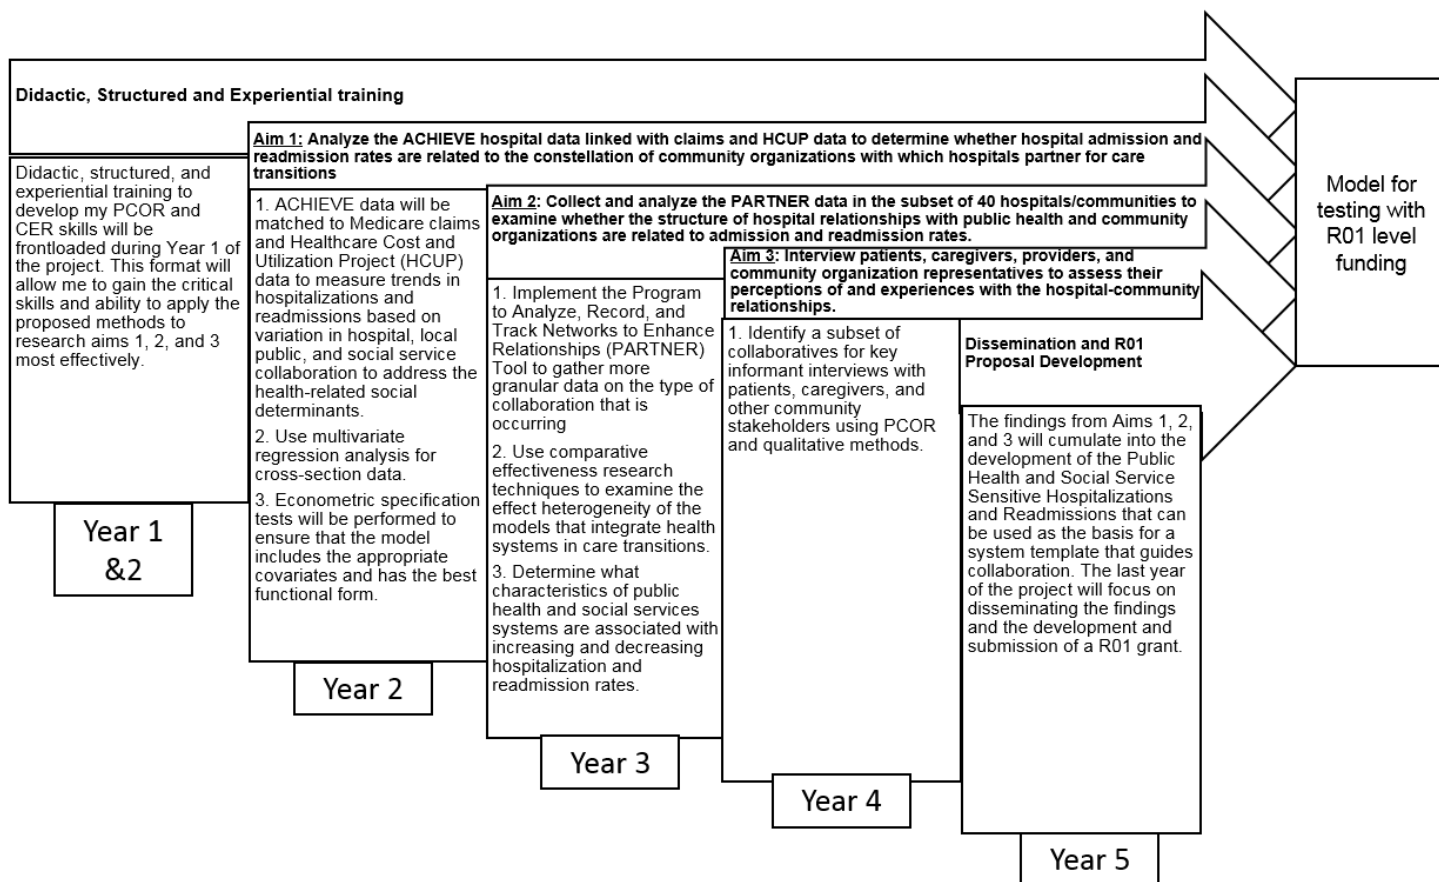 Didactic, Structured and Experiential training
Didactic, structured, and
experiential training to
develop my PCOR and
CER skills will be
frontloaded during Year 1 of
the project. This format will
allow me to gain the critical
skills and ability to apply the
proposed methods to
research aims 1, 2, and 3
most effectively.
Year 1
&2
Aim 1: Analyze the ACHIEVE hospital data linked with claims and HCUP data to determine whether hospital admission and
readmission rates are related to the constellation of community organizations with which hospitals partner for care
transitions
1. ACHIEVE data will be
matched to Medicare claims
and Healthcare Cost and
Utilization Project (HCUP)
data to measure trends in
hospitalizations and
readmissions based on
variation in hospital, local
public, and social service
collaboration to address the
health-related social
determinants.
2. Use multivariate
regression analysis for
cross-section data.
3. Econometric specification
tests will be performed to
ensure that the model
includes the appropriate
covariates and has the best
functional form.
Year 2
Aim 2: Collect and analyze the PARTNER data in the subset of 40 hospitals/communities to
examine whether the structure of hospital relationships with public health and community
organizations are related to admission and readmission rates.
1. Implement the Program
to Analyze, Record, and
Track Networks to Enhance
Relationships (PARTNER)
Tool to gather more
granular data on the type of
collaboration that is
occurring
2. Use comparative
effectiveness research
techniques to examine the
effect heterogeneity of the
models that integrate health
systems in care transitions.
3. Determine what
characteristics of public
health and social services
systems are associated with
increasing and decreasing
hospitalization and
readmission rates.
Year 3
Aim 3: Interview patients, caregivers, providers, and
community organization representatives to assess their
perceptions of and experiences with the hospital-community
relationships.
1. Identify a subset of
collaboratives for key
informant interviews with
patients, caregivers, and
other community
stakeholders using PCOR
and qualitative methods.
Year 4
Dissemination and R01
Proposal Development
The findings from Aims 1, 2,
and 3 will cumulate into the
development of the Public
Health and Social Service
Sensitive Hospitalizations
and Readmissions that can
be used as the basis for a
system template that guides
collaboration. The last year
of the project will focus on
disseminating the findings
and the development and
submission of a R01 grant.
Year 5
Model for
testing with
R01 level
funding